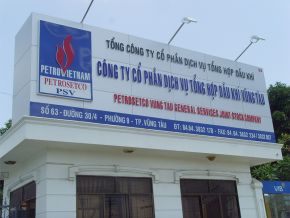 PETROVIETNAM
PETROSETCO
PSV
TỔNG CÔNG TY CỔ PHẦN DỊCH VỤ TỔNG HỢP DẦU KHÍ
CÔNG TY CỔ PHẦN DỊCH VỤ TỔNG HỢP DẦU KHÍ VŨNG TÀU
PETROSETCO VUNG TAU GENERAL SERVICES JOINT STOCK COMPANY
SỐ 63 - ĐƯỜNG 30/4 - PHƯỜNG 9 - TP. VŨNG TÀU